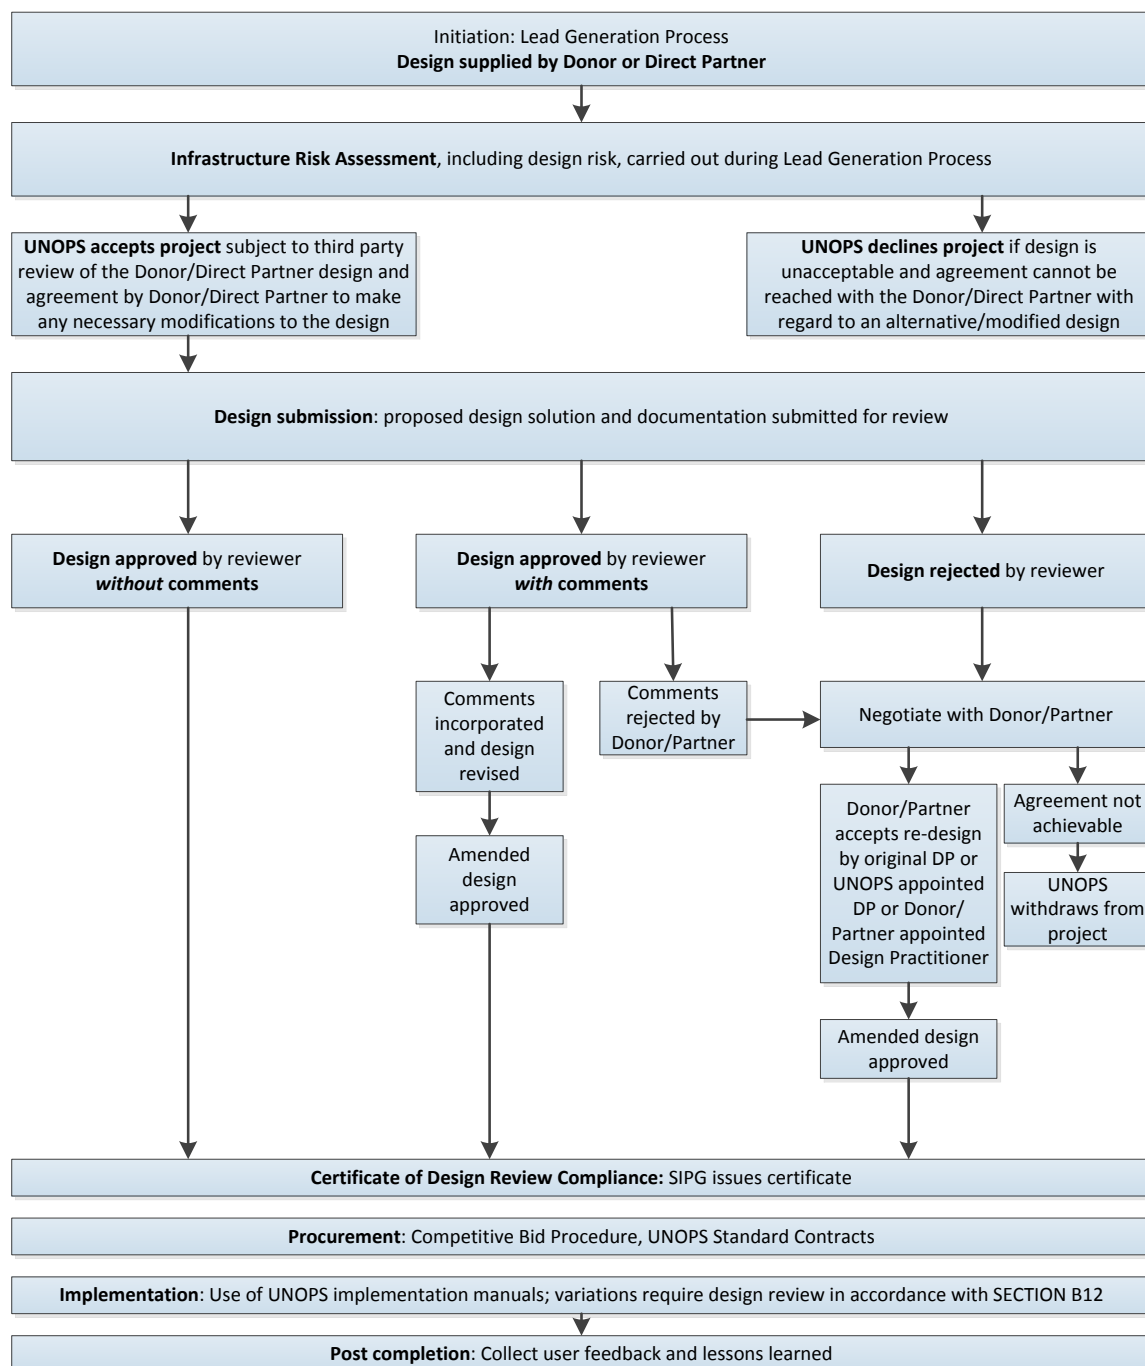 Initiation: Lead Generation Process
Design supplied by Donor or Direct Partner
Infrastructure Risk Assessment, including design risk, carried out during Lead Generation Process
UNOPS accepts project subject to third party
review of the Donor/Direct Partner design and
agreement by Donor/Direct Partner to make
any necessary modifications to the design
UNOPS declines project if design is
unacceptable and agreement cannot be
reached with the Donor/Direct Partner with
regard to an alternative/modified design
Design submission: proposed design solution and documentation submitted for review
Design approved by reviewer
without comments
Design approved by reviewer
with comments
Design rejected by reviewer
Comments
incorporated
and design
revised
Comments
rejected by
Donor/Partner
Negotiate with Donor/Partner
Amended
design
approved
Donor/Partner
accepts re-design
by original DP or
UNOPS appointed
DP or Donor/
Partner appointed
Design Practitioner
Agreement not
achievable
UNOPS
withdraws from
project
Amended design
approved
Certificate of Design Review Compliance: SIPG issues certificate
Procurement: Competitive Bid Procedure, UNOPS Standard Contracts
Implementation: Use of UNOPS implementation manuals; variations require design review in accordance with SECTION B12
Post completion: Collect user feedback and lessons learned